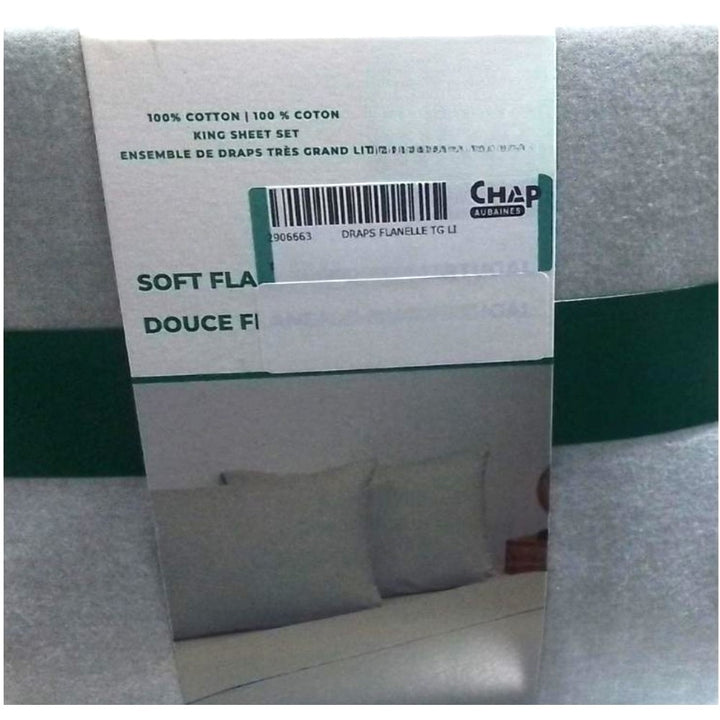 100% COTTON | 100 % COTON
KING SHEET SET
ENSEMBLE DE DRAPS TRÈS GRAND LIT
CHAP
AUBAINES
2906663 DRAPS FLANELLE TG LI
SOFT FLA
DOUCE FL